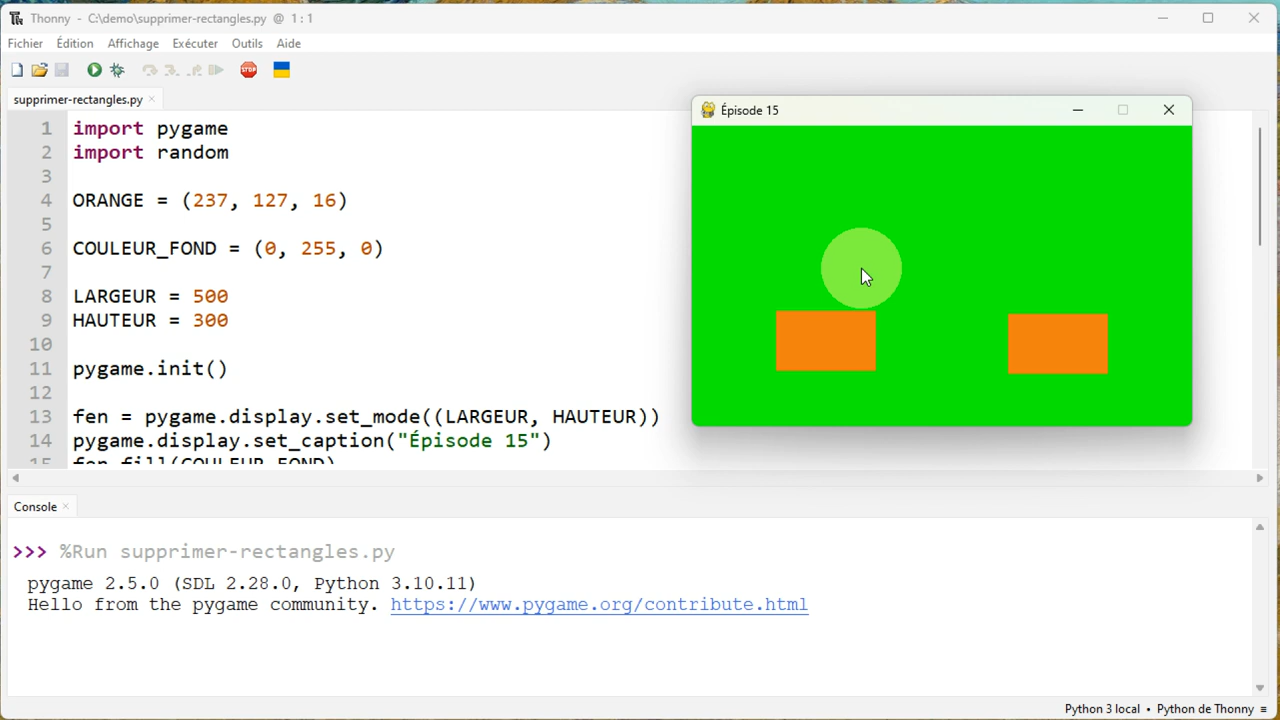 Thonny - C:\demo\supprimer-rectangles.py @ 1:1
Fichier Édition Affichage Exécuter Outils Aide
STOP
supprimer-rectangles.py
1 import pygame
2 import random
3
4 ORANGE = (237, 127, 16)
5
6 COULEUR_FOND = (0, 255, 0)
7
8 LARGEUR = 500
9 HAUTEUR = 300
10
11 pygame.init()
12
13 fen = pygame.display.set_mode((LARGEUR, HAUTEUR))
14 pygame.display.set_caption("Épisode 15")
15 fen.fill(COULEUR_FOND)
Épisode 15
Console
>>> %Run supprimer-rectangles.py
pygame 2.5.0 (SDL 2.28.0, Python 3.10.11)
Hello from the pygame community. https://www.pygame.org/contribute.html
Python 3 local • Python de Thonny ≡